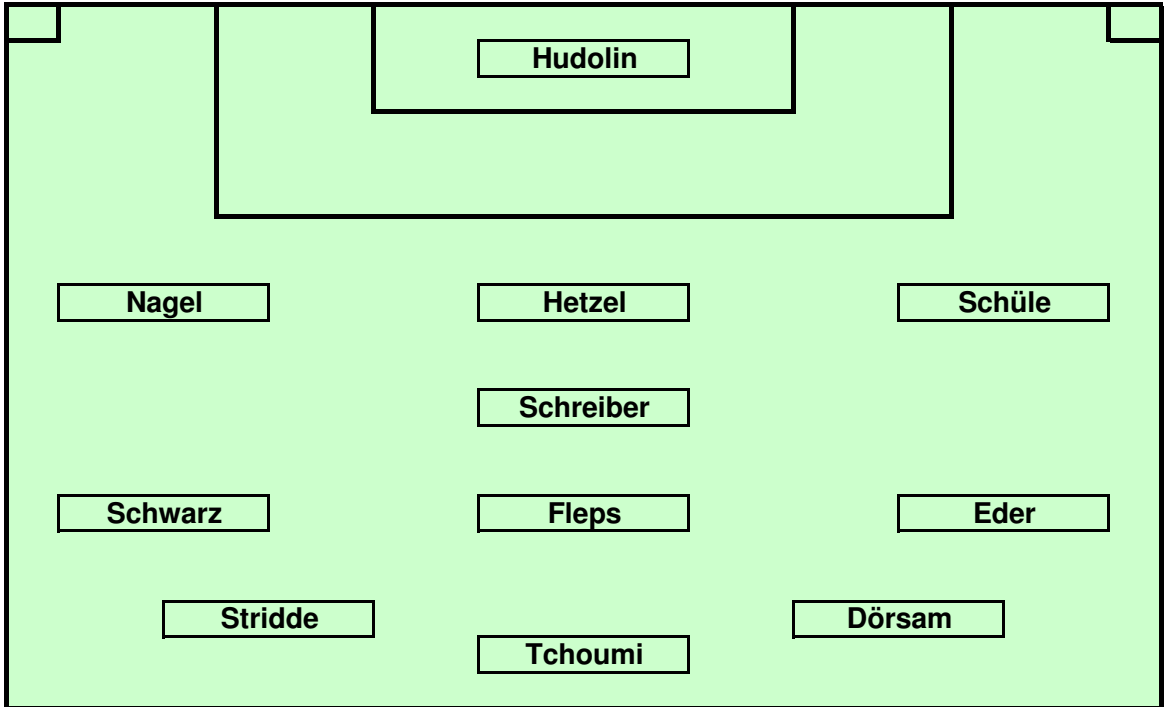 Hudolin
Nagel Hetzel Schüle
Schreiber
Schwarz Fleps Eder
Stridde Dörsam
Tchoumi